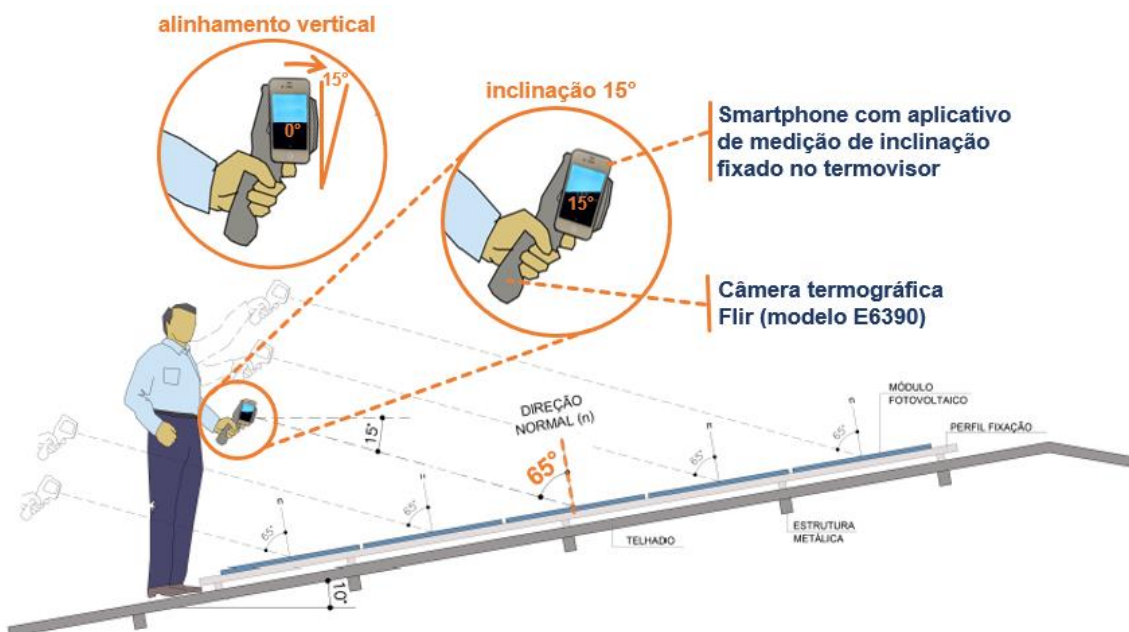 alinhamento vertical
15°
0°
inclinação 15°
15°
Smartphone com aplicativo
de medição de inclinação
fixado no termovisor
Câmera termográfica
Flir (modelo E6390)
DIREÇÃO
NORMAL (n)
MÓDULO
FOTOVOLTAICO
PERFIL FIXAÇÃO
15°
65°
n
65°
n
65°
n
65°
n
65°
TELHADIO
ESTRUTURA
METÁLICA
10°